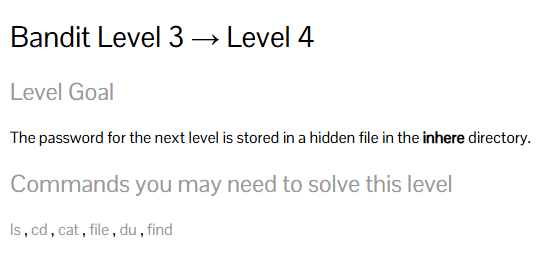 Bandit Level 3 → Level 4
Level Goal
The password for the next level is stored in a hidden file in the inhere directory.
Commands you may need to solve this level
ls , cd , cat , file , du , find